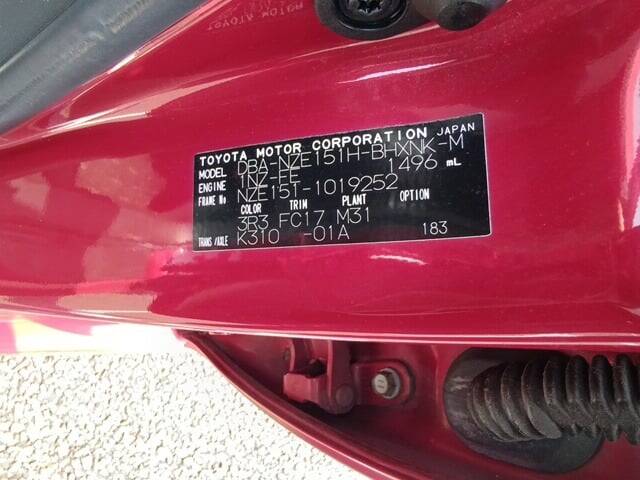 TOYOTA MOTOR CORPORATION JAPAN
MODEL DBA-NZE151H-BHXNK-M
ENGINE 1NZ-FE 1496 mL
FRAME No NZE15T-1019252
COLOR TRIM PLANT OPTION
3R3 FC17 M31
TRANS/AXLE K310 -01A 183